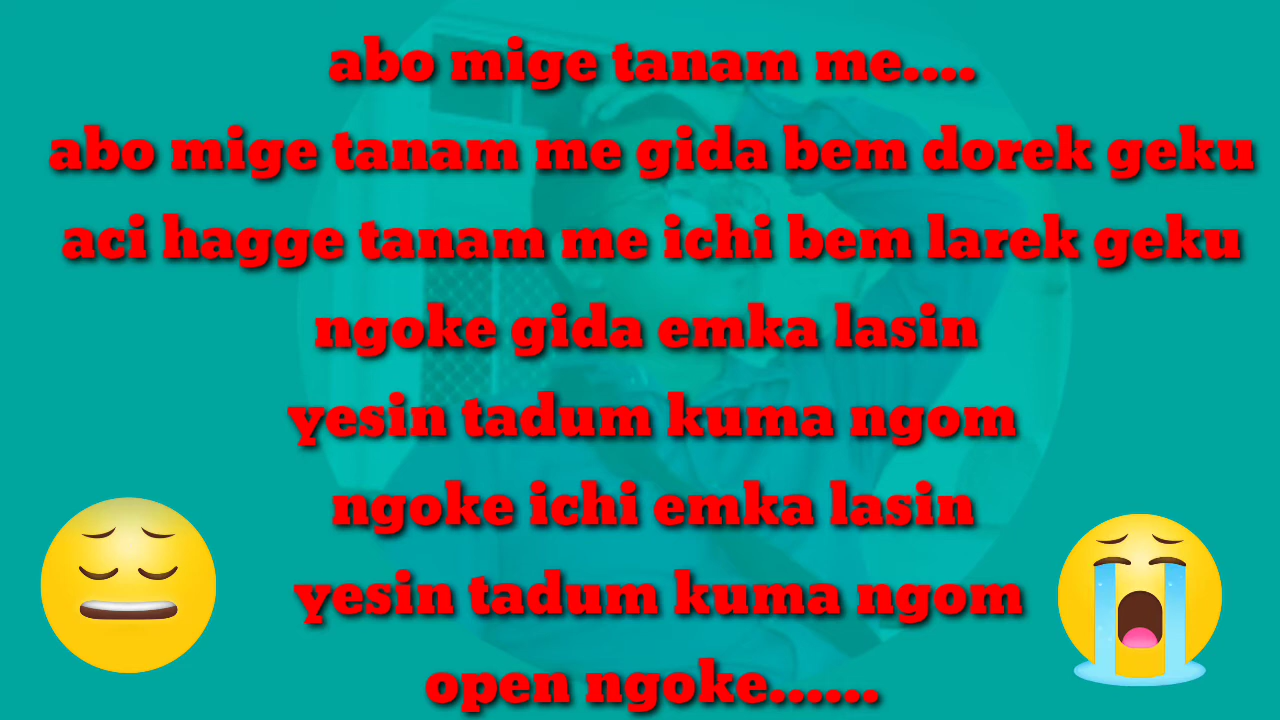 abo mige tanam me....
abo mige tanam me gida bem dorek geku
aci hagge tanam me ichi bem larek geku
ngoke gida emka lasin
yesin tadum kuma ngom
ngoke ichi emka lasin
yesin tadum kuma ngom
open ngoke......